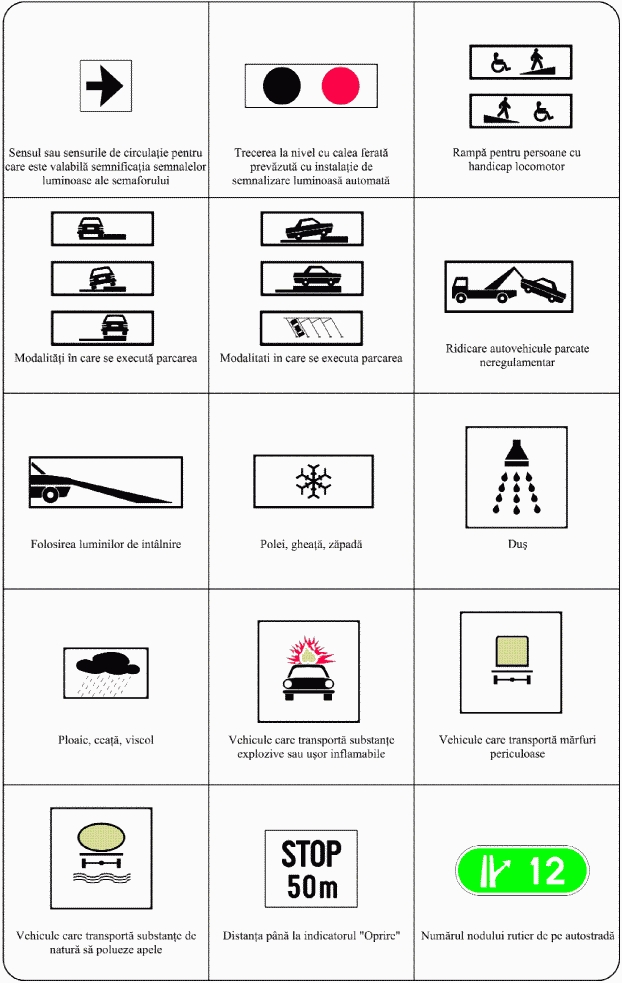 Sensul sau sensurile de circulație pentru
care este valabilă semnificația semnalelor
luminoase ale semaforului
Trecerea la nivel cu calea ferată
prevăzută cu instalație de
semnalizare luminoasă automată
Rampă pentru persoane cu
handicap locomotor
Modalități în care se execută parcarea
Modalitati in care se executa parcarea
Ridicare autovehicule parcate
neregulamentar
Folosirea luminilor de intâlnire
Polei, gheață, zăpadă
Duș
Ploaie, ceață, viscol
Vehicule care transportă substanțe
explozive sau ușor inflamabile
Vehicule care transportă mărfuri
periculoase
Vehicule care transportă substanțe de
natură să polueze apele
STOP
50m
Distanța până la indicatorul "Oprire"
12
Numărul nodului rutier de pe autostradă